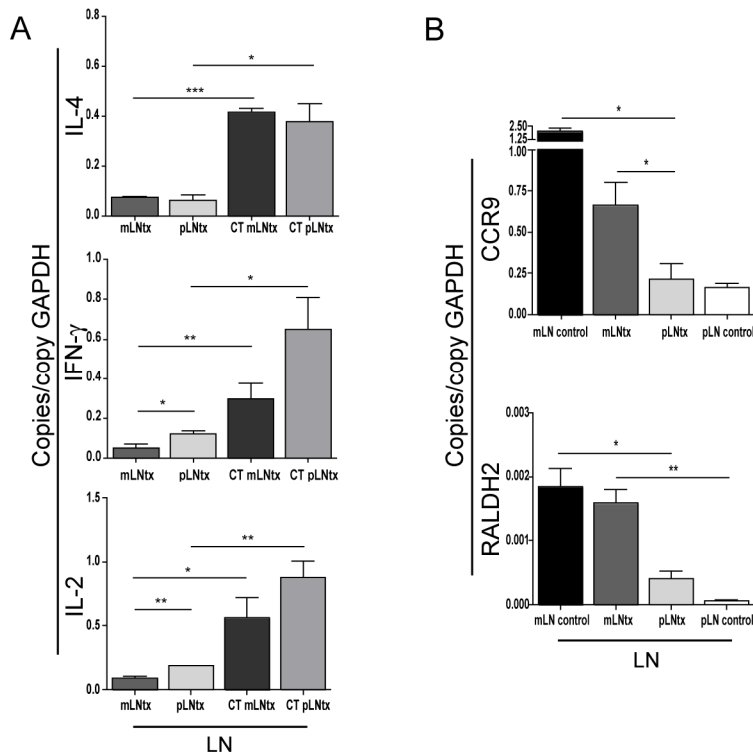 A
Copies/copy GAPDH
IL-4
0.8
0.6
0.4
0.2
0.0
***
*
mLNtx pLNtx CT mLNtx CT pLNtx
IFN-γ
1.0
0.8
0.6
0.4
0.2
0.0
*
**
*
mLNtx pLNtx CT mLNtx CT pLNtx
IL-2
1.5
1.0
0.5
0.0
**
*
**
mLNtx pLNtx CT mLNtx CT pLNtx
LN
B
Copies/copy GAPDH
CCR9
2.50
1.25
1.00
0.75
0.50
0.25
0.00
*
*
mLN control mLNtx pLNtx pLN control
RALDH2
0.003
0.002
0.001
0.000
*
**
mLN control mLNtx pLNtx pLN control
LN